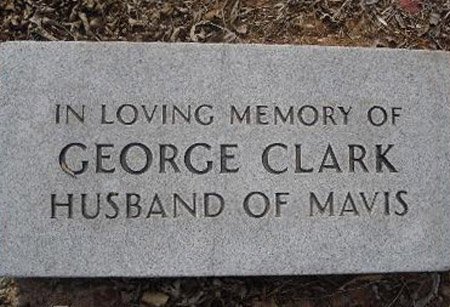 IN LOVING MEMORY OF
GEORGE CLARK
HUSBAND OF MAVIS